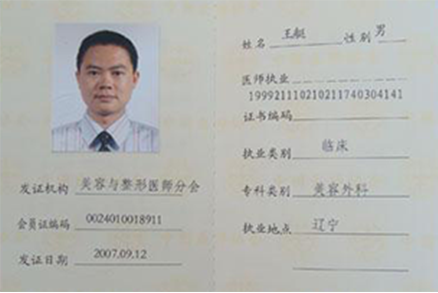 发证机构 美容与整形医师分会
会员证编码 0024010018911
发证日期 2007.09.12
姓名 王艇 性别 男
医师执业
199921110210211740304141
证书编码
执业类别 临床
专科类别 美容外科
执业地点 辽宁